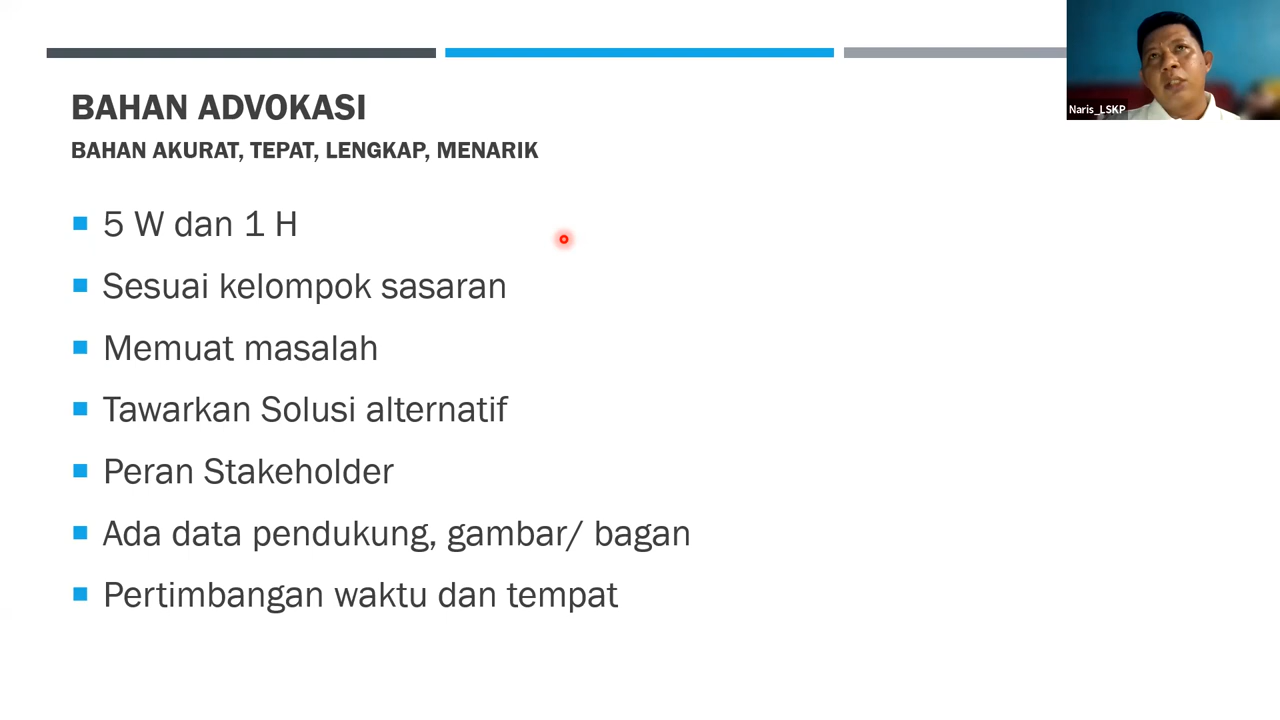 BAHAN ADVOKASI
BAHAN AKURAT, TEPAT, LENGKAP, MENARIK
5 W dan 1 H
Sesuai kelompok sasaran
Memuat masalah
Tawarkan Solusi alternatif
Peran Stakeholder
Ada data pendukung, gambar/ bagan
Pertimbangan waktu dan tempat
Naris_LSKP